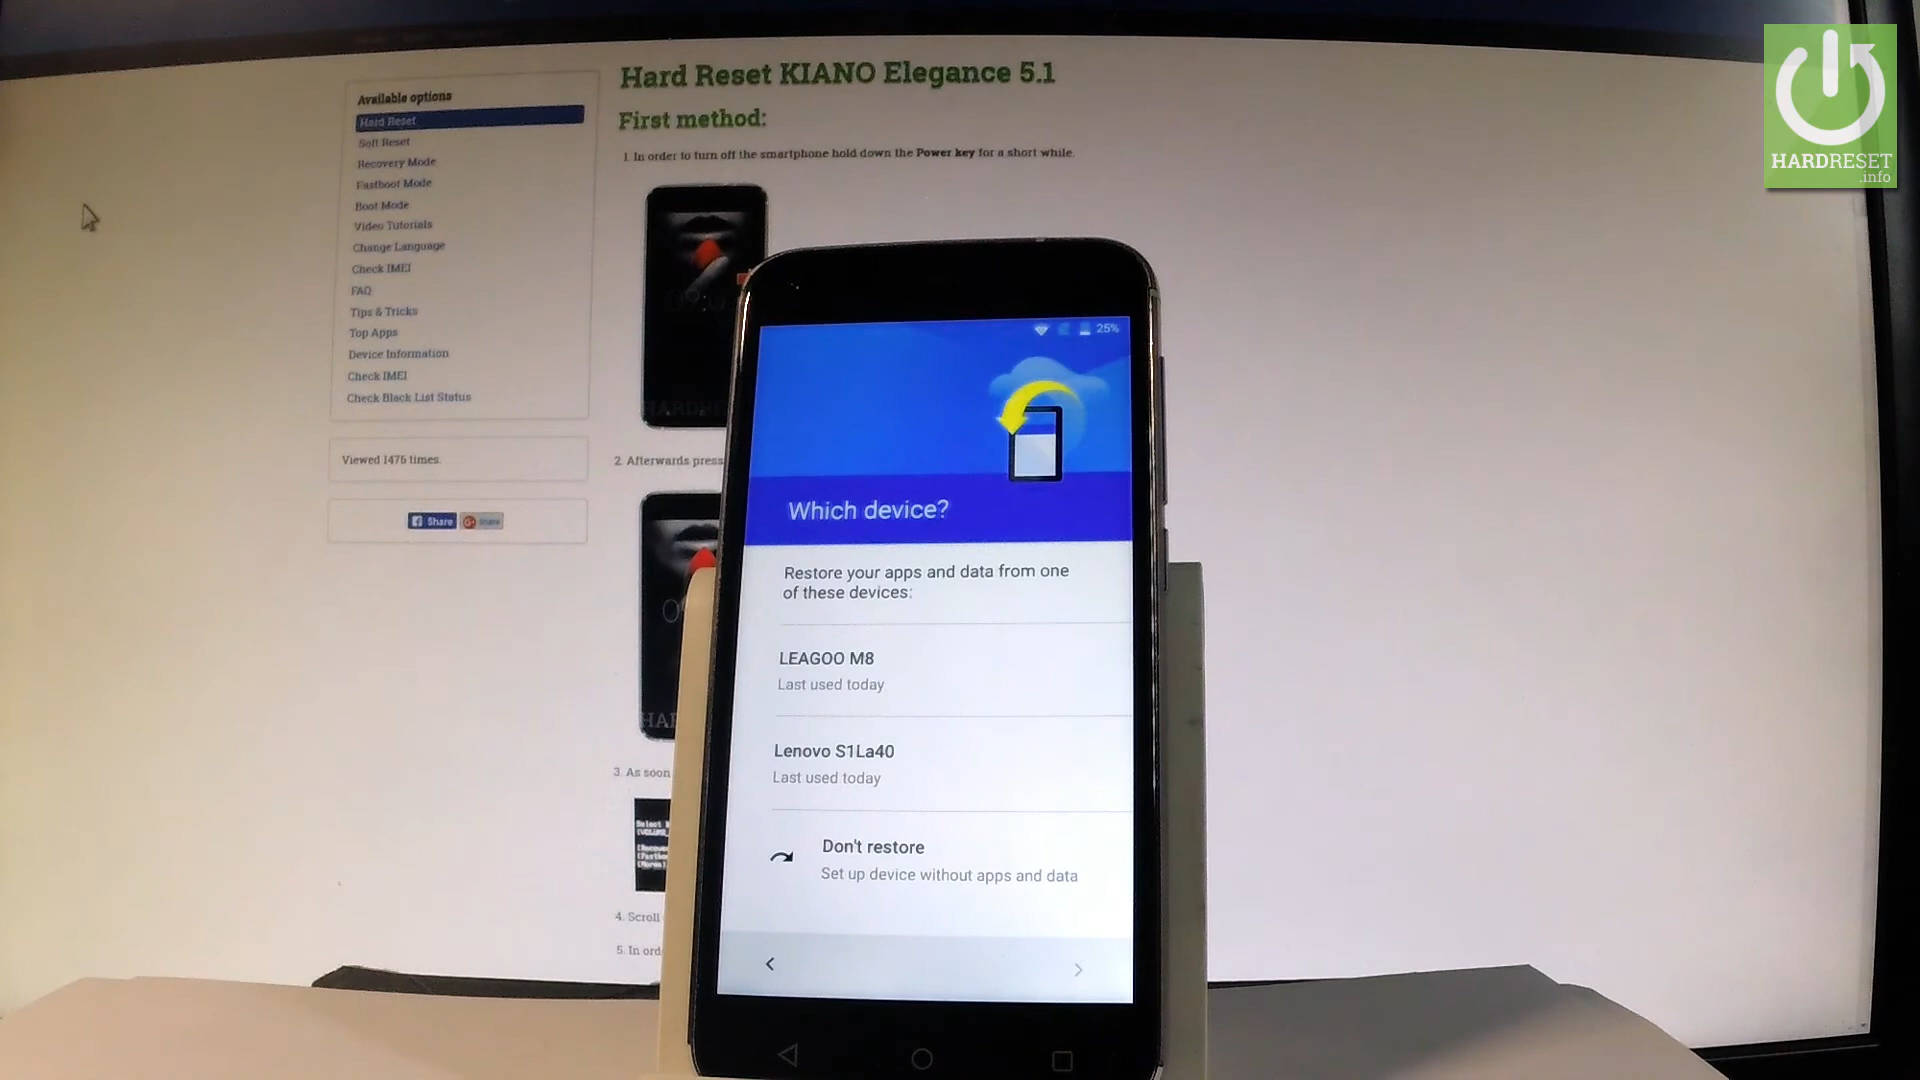 Hard Reset KIANO Elegance 5.1
First method:
1. In order to turn off the smartphone hold down the Power key for a short while.
Available options
Hard Reset
Soft Reset
Recovery Mode
Fastboot Mode
Boot Mode
Video Tutorials
Change Language
Check IMEI
FAQ
Tips & Tricks
Top Apps
Device Information
Check IMEI
Check Black List Status
Viewed 1476 times.
Share
Share
2. Afterwards press
3. As soon
4. Scroll
5. In
25%
Which device?
Restore your apps and data from one
of these devices:
LEAGOO M8
Last used today
Lenovo S1La40
Last used today
Don't restore
Set up device without apps and data
HARDRESET
.info